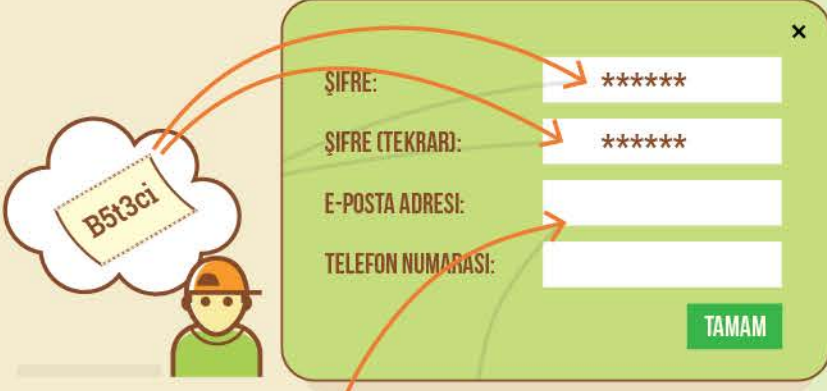 ×
ŞİFRE: ******
ŞİFRE (TEKRAR): ******
B5t3ci
E-POSTA ADRESİ:
TELEFON NUMARASI:
TAMAM